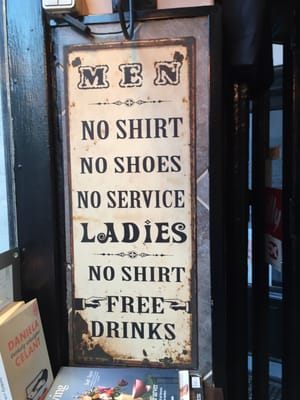 MEN
NO SHIRT
NO SHOES
NO SERVICE
LADIES
NO SHIRT
FREE
DRINKS
DANIELLA
CELANT